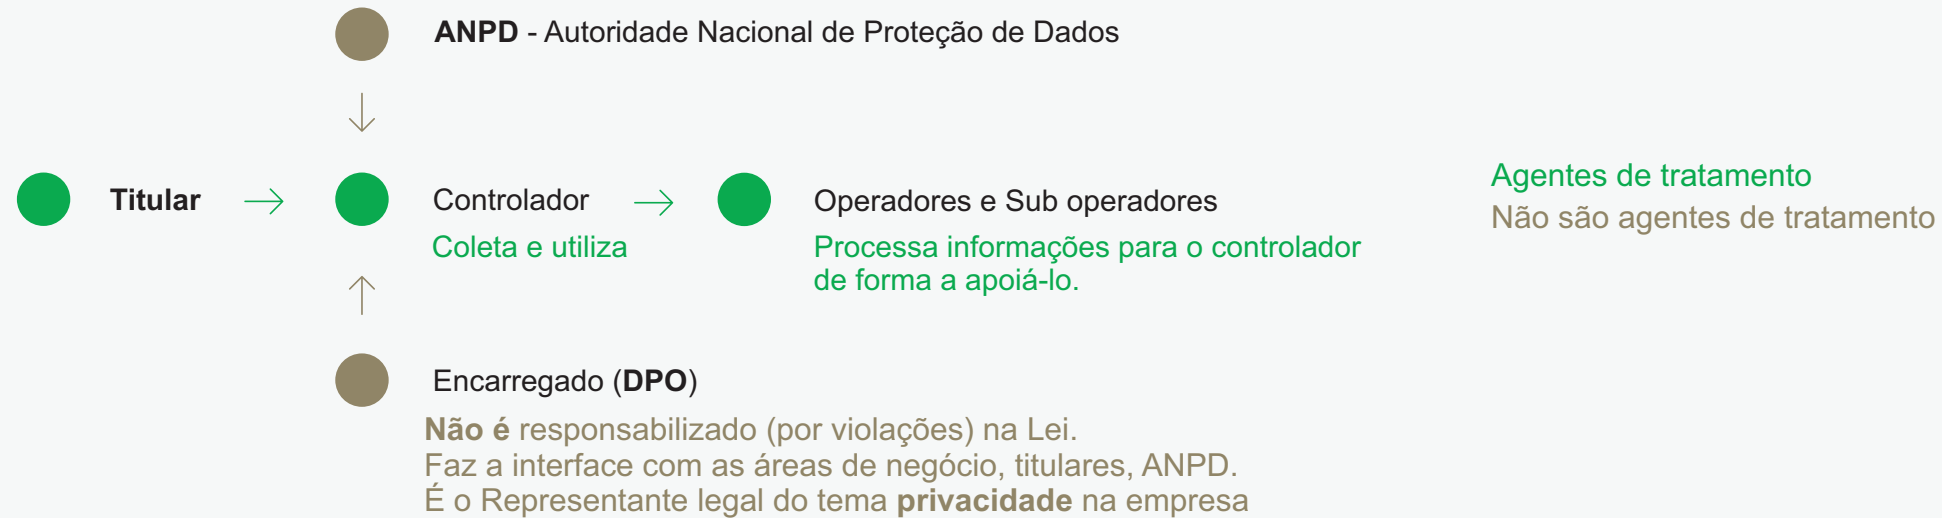 ANPD - Autoridade Nacional de Proteção de Dados
Titular
Controlador
Coleta e utiliza
Operadores e Sub operadores
Processa informações para o controlador
de forma a apoiá-lo.
Agentes de tratamento
Não são agentes de tratamento
Encarregado (DPO)
Não é responsabilizado (por violações) na Lei.
Faz a interface com as áreas de negócio, titulares, ANPD.
É o Representante legal do tema privacidade na empresa